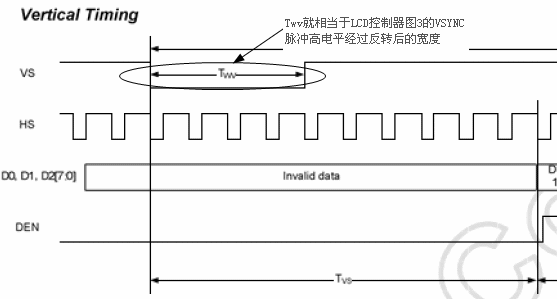 Vertical Timing
Twv就相当于LCD控制器图3的VSYNC
脉冲高电平经过反转后的宽度
VS
TWV
HS
D0, D1, D2[7:0]
Invalid data
D
1
DEN
TVS